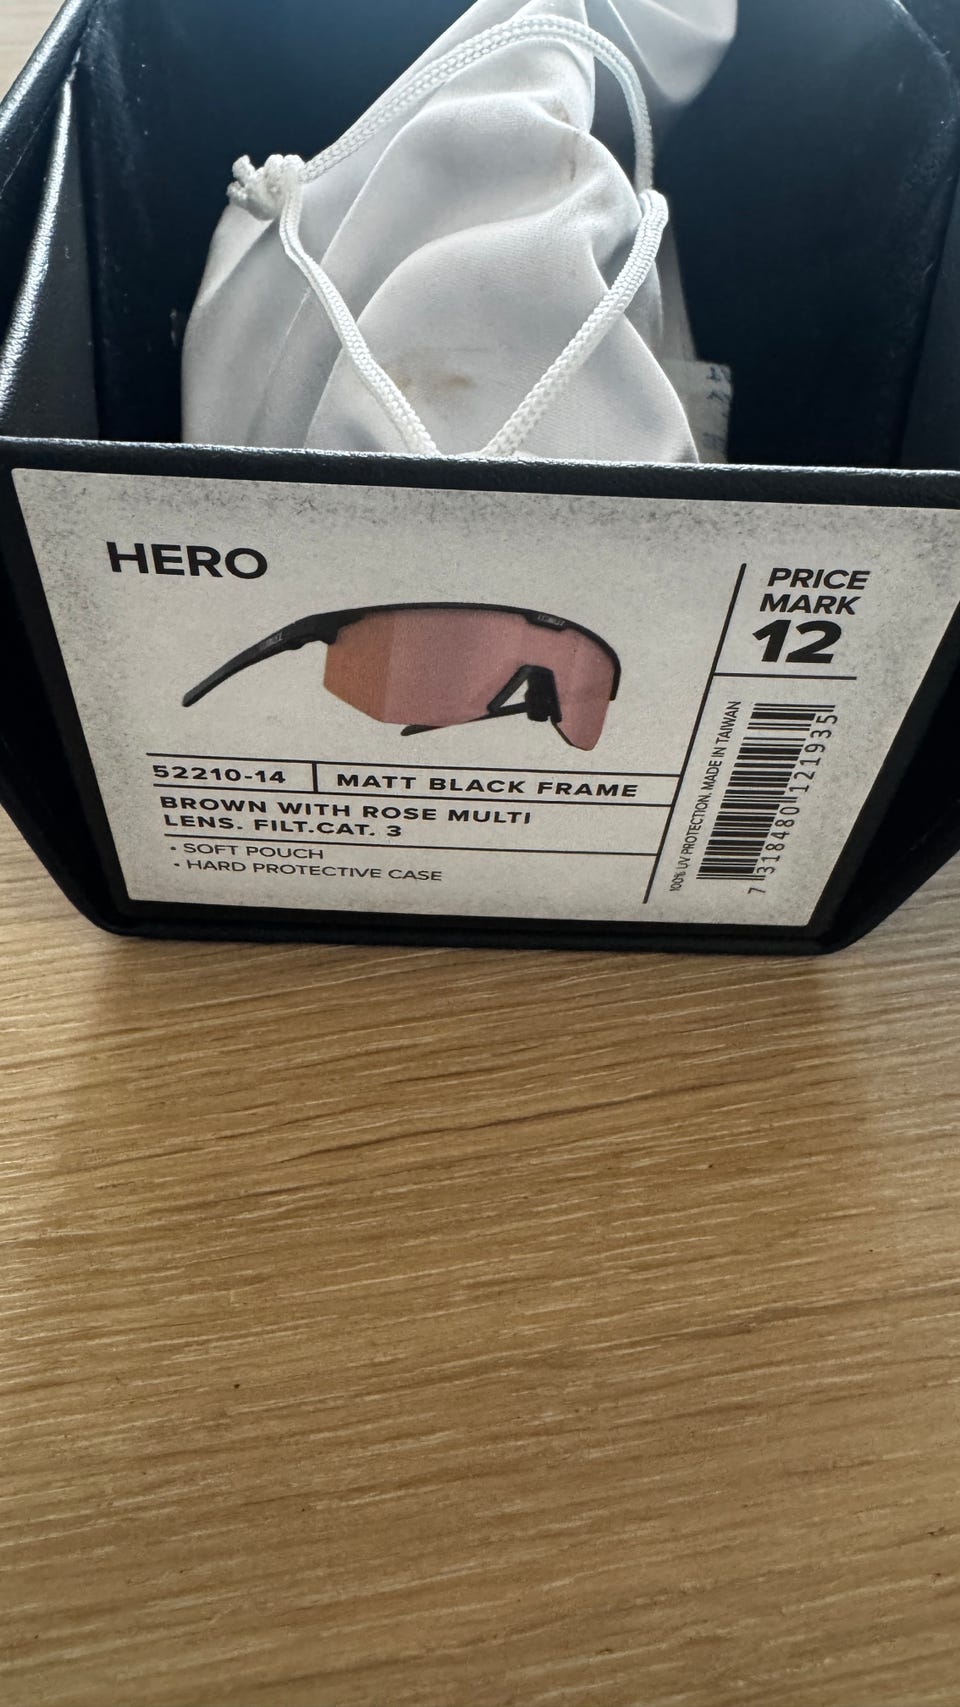 HERO
PRICE
MARK
12
52210-14
MATT BLACK FRAME
BROWN WITH ROSE MULTI
LENS. FILT.CAT. 3
• SOFT POUCH
• HARD PROTECTIVE CASE
100% UV PROTECTION. MADE IN TAIWAN
7 318480 121935